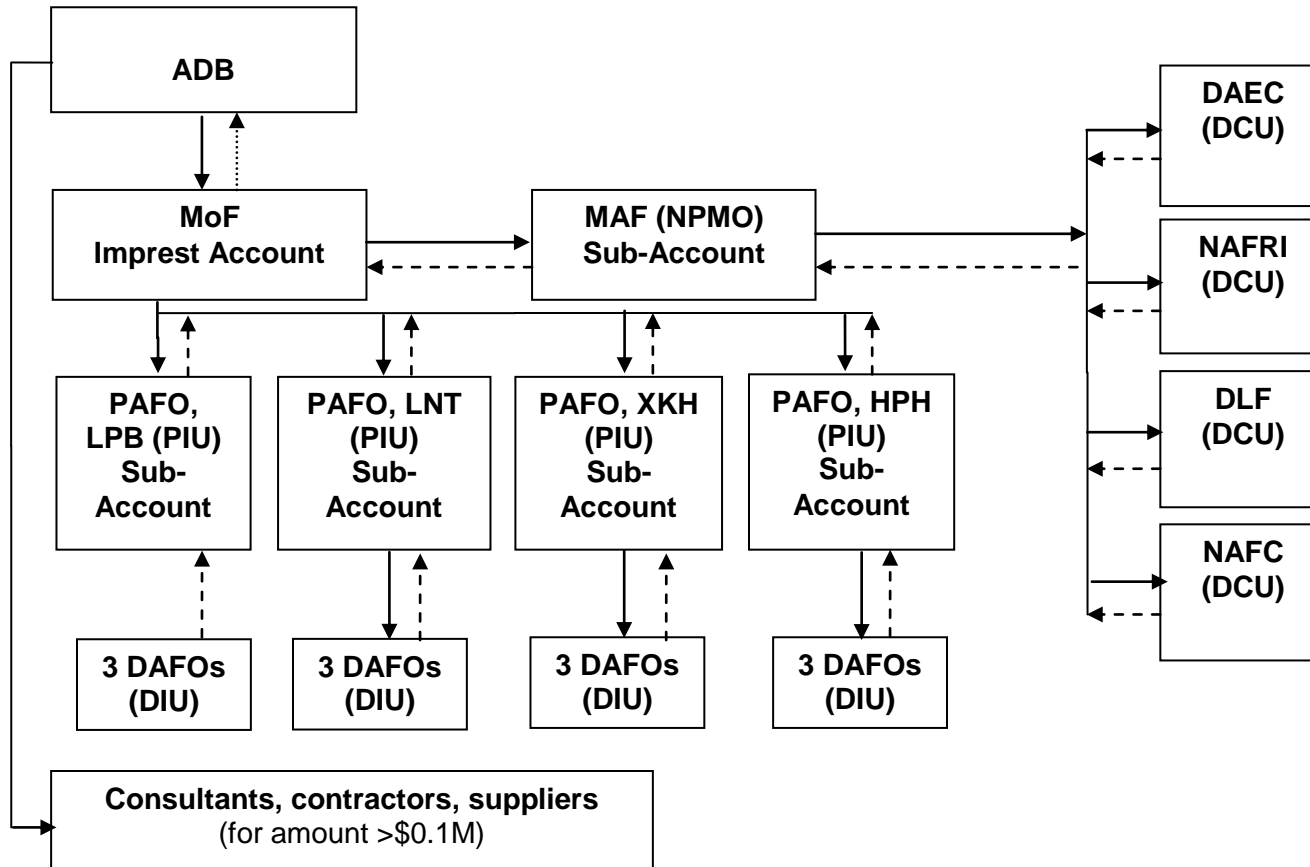 ADB
DAEC
(DCU)
MoF
Imprest Account
MAF (NPMO)
Sub-Account
NAFRI
(DCU)
PAFO,
LPB (PIU)
Sub-
Account
PAFO, LNT
(PIU)
Sub-
Account
PAFO, XKH
(PIU)
Sub-
Account
PAFO, HPH
(PIU)
Sub-
Account
DLF
(DCU)
NAFC
(DCU)
3 DAFOs
(DIU)
3 DAFOs
(DIU)
3 DAFOs
(DIU)
3 DAFOs
(DIU)
Consultants, contractors, suppliers
(for amount >$0.1M)